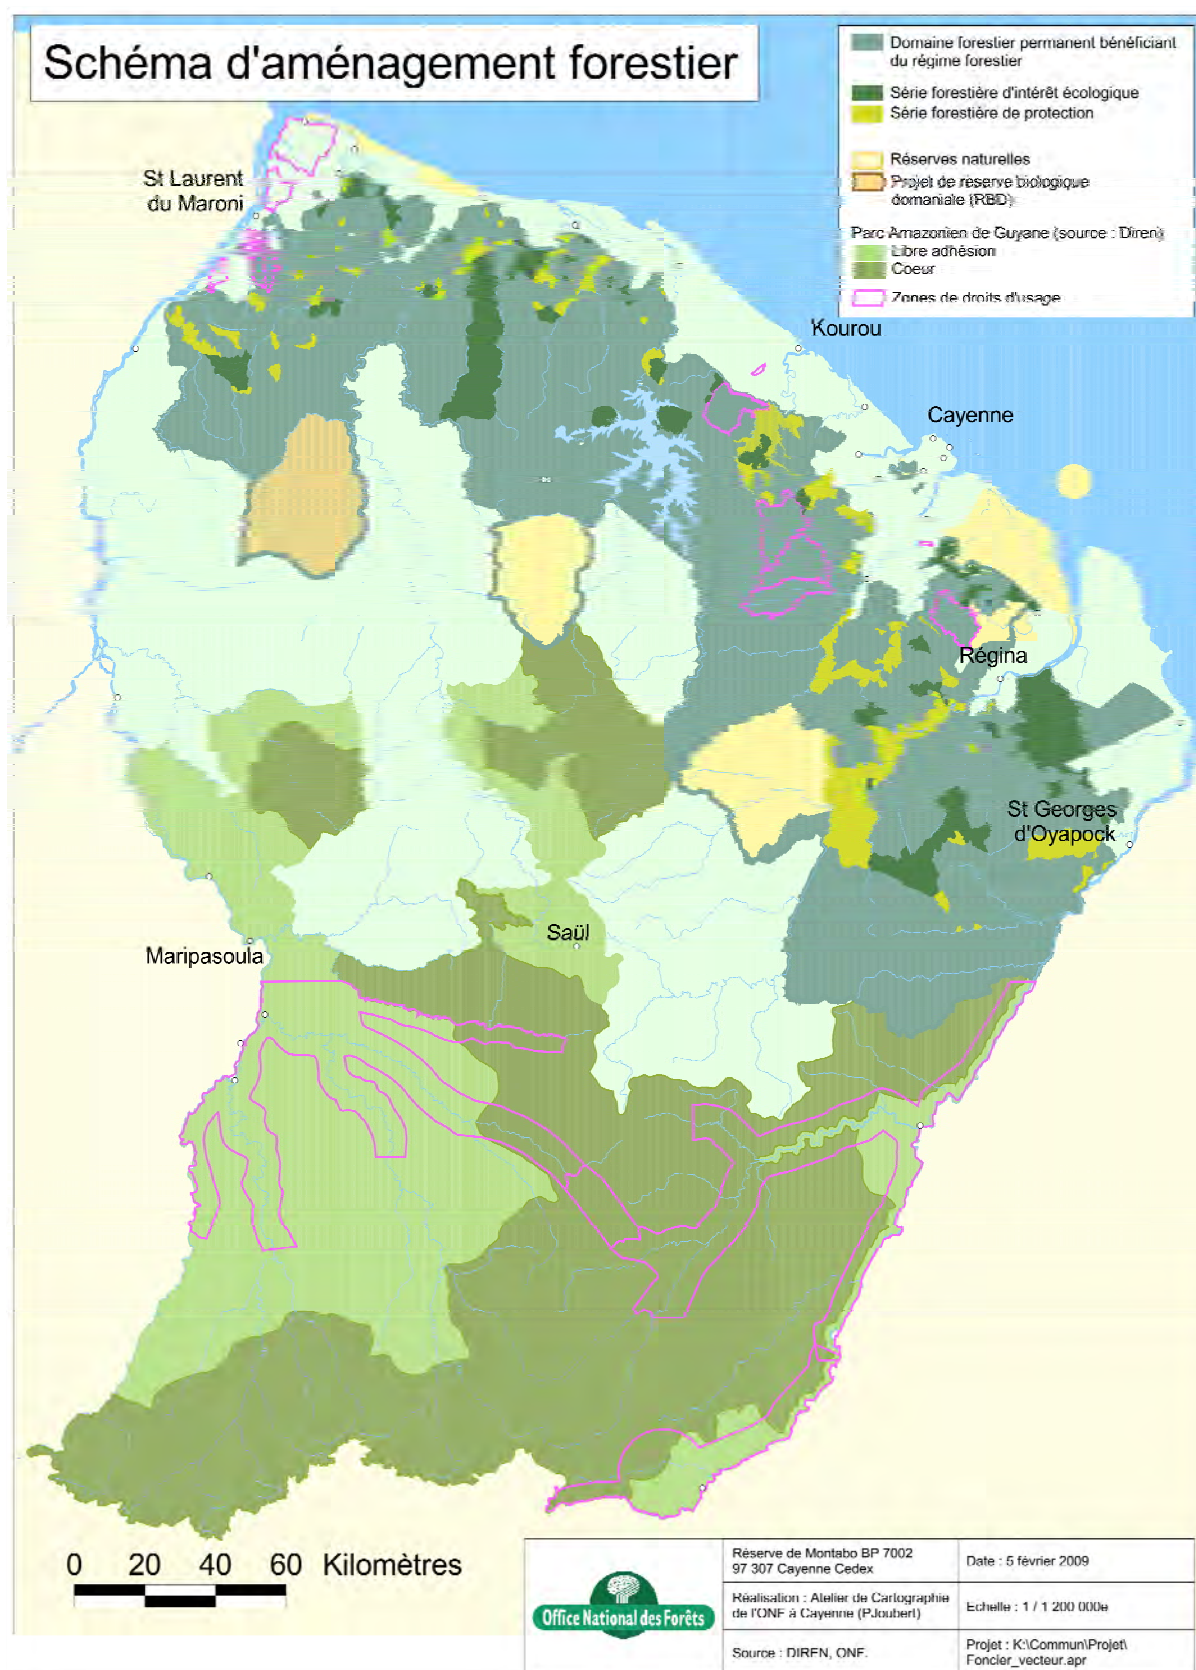 Schéma d'aménagement forestier
Domaine forestier permanent bénéficiant
du régime forestier
Série forestière d'intérêt écologique
Série forestière de protection
Réserves naturelles
Projet de réserve biologique
domaniale (RBD)
Parc Amazonien de Guyane (source : Diren)
Libre adhésion
Coeur
Zones de droits d'usage
St Laurent
du Maroni
Kourou
Cayenne
Régina
St Georges
d'Oyapock
Saül
Maripasoula
0 20 40 60 Kilomètres
Office National des Forêts
Réserve de Montabo BP 7002
97 307 Cayenne Cedex
Date : 5 février 2009
Réalisation : Atelier de Cartographie
de l'ONF à Cayenne (PJoubert)
Echelle : 1 / 1 200 000e
Source : DIREN, ONF.
Projet : K:\Commun\Projet\
Foncier_vecteur.apr